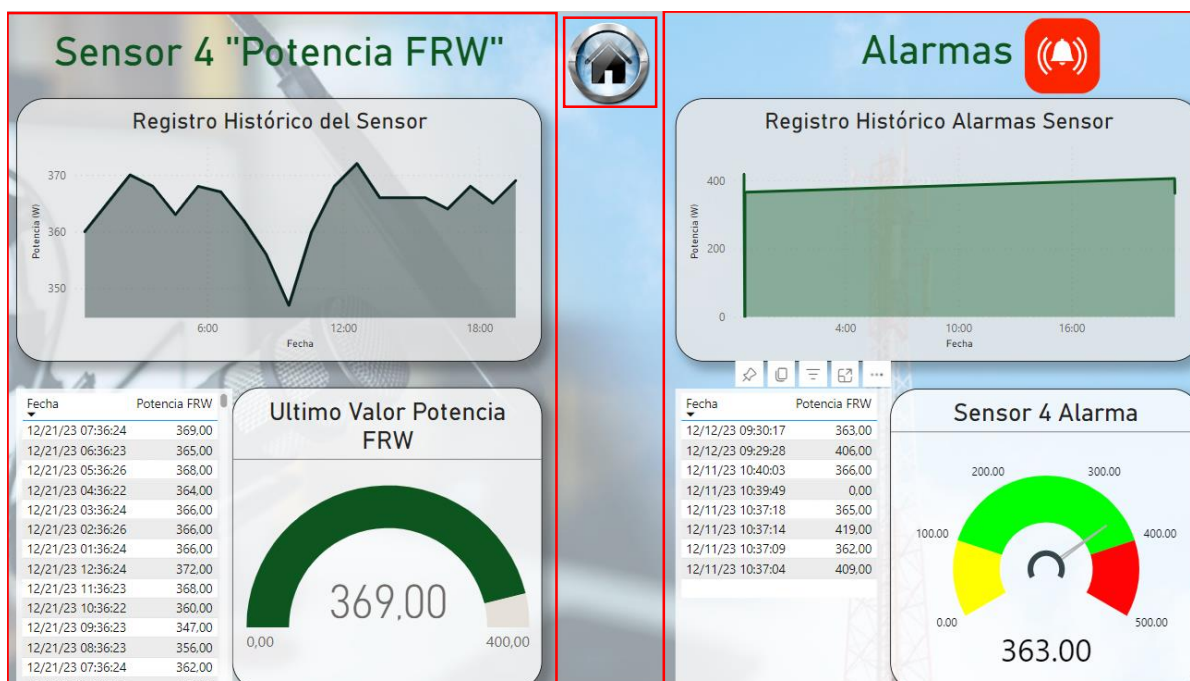 Sensor 4 "Potencia FRW"
Registro Histórico del Sensor
Potencia (W)
370
360
350
6:00
12:00
18:00
Fecha
Fecha Potencia FRW
12/21/23 07:36:24 369,00
12/21/23 06:36:23 365,00
12/21/23 05:36:26 368,00
12/21/23 04:36:22 364,00
12/21/23 03:36:24 366,00
12/21/23 02:36:26 366,00
12/21/23 01:36:24 366,00
12/21/23 12:36:24 372,00
12/21/23 11:36:23 368,00
12/21/23 10:36:22 360,00
12/21/23 09:36:23 347,00
12/21/23 08:36:23 356,00
12/21/23 07:36:24 362,00
Ultimo Valor Potencia
FRW
369,00
0,00
400,00
Alarmas
Registro Histórico Alarmas Sensor
Potencia (W)
400
200
0
4:00
10:00
16:00
Fecha
Fecha Potencia FRW
12/12/23 09:30:17 363,00
12/12/23 09:29:28 406,00
12/11/23 10:40:03 366,00
12/11/23 10:39:49 0,00
12/11/23 10:37:18 365,00
12/11/23 10:37:14 419,00
12/11/23 10:37:09 362,00
12/11/23 10:37:04 409,00
Sensor 4 Alarma
200.00
300.00
100.00
400.00
0.00
500.00
363.00